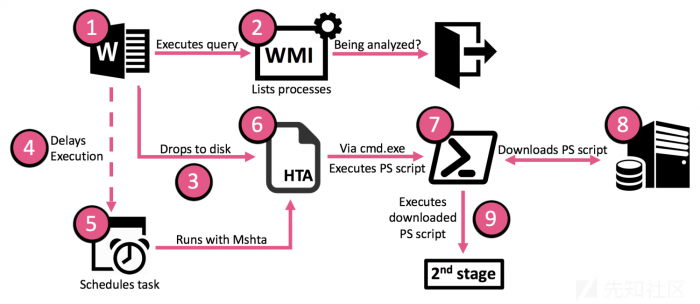 1
W
Executes query
2
WMI
Lists processes
Being analyzed?
4
Delays
Execution
Drops to disk
3
6
HTA
Via cmd.exe
Executes PS script
7
Downloads PS script
8
5
Schedules task
Runs with Mshta
Executes
downloaded
PS script
9
2nd stage
先知社区